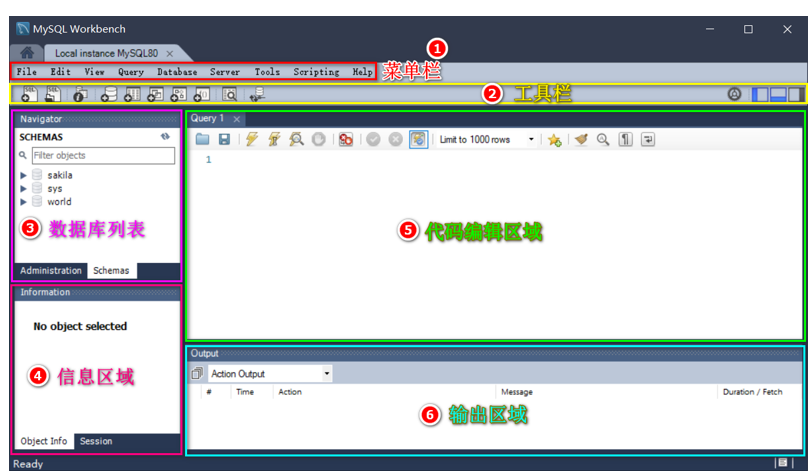 MySQL Workbench
Local instance MySQL80
1
File Edit View Query Database Server Tools Scripting Help 菜单栏
2 工具栏
Navigator
SCHEMAS
Filter objects
sakila
sys
world
3 数据库列表
Administration Schemas
Information
No object selected
4 信息区域
Object Info Session
Query 1
Limit to 1000 rows
1
5 代码编辑区域
Output
Action Output
# Time Action Message Duration / Fetch
6 输出区域
Ready